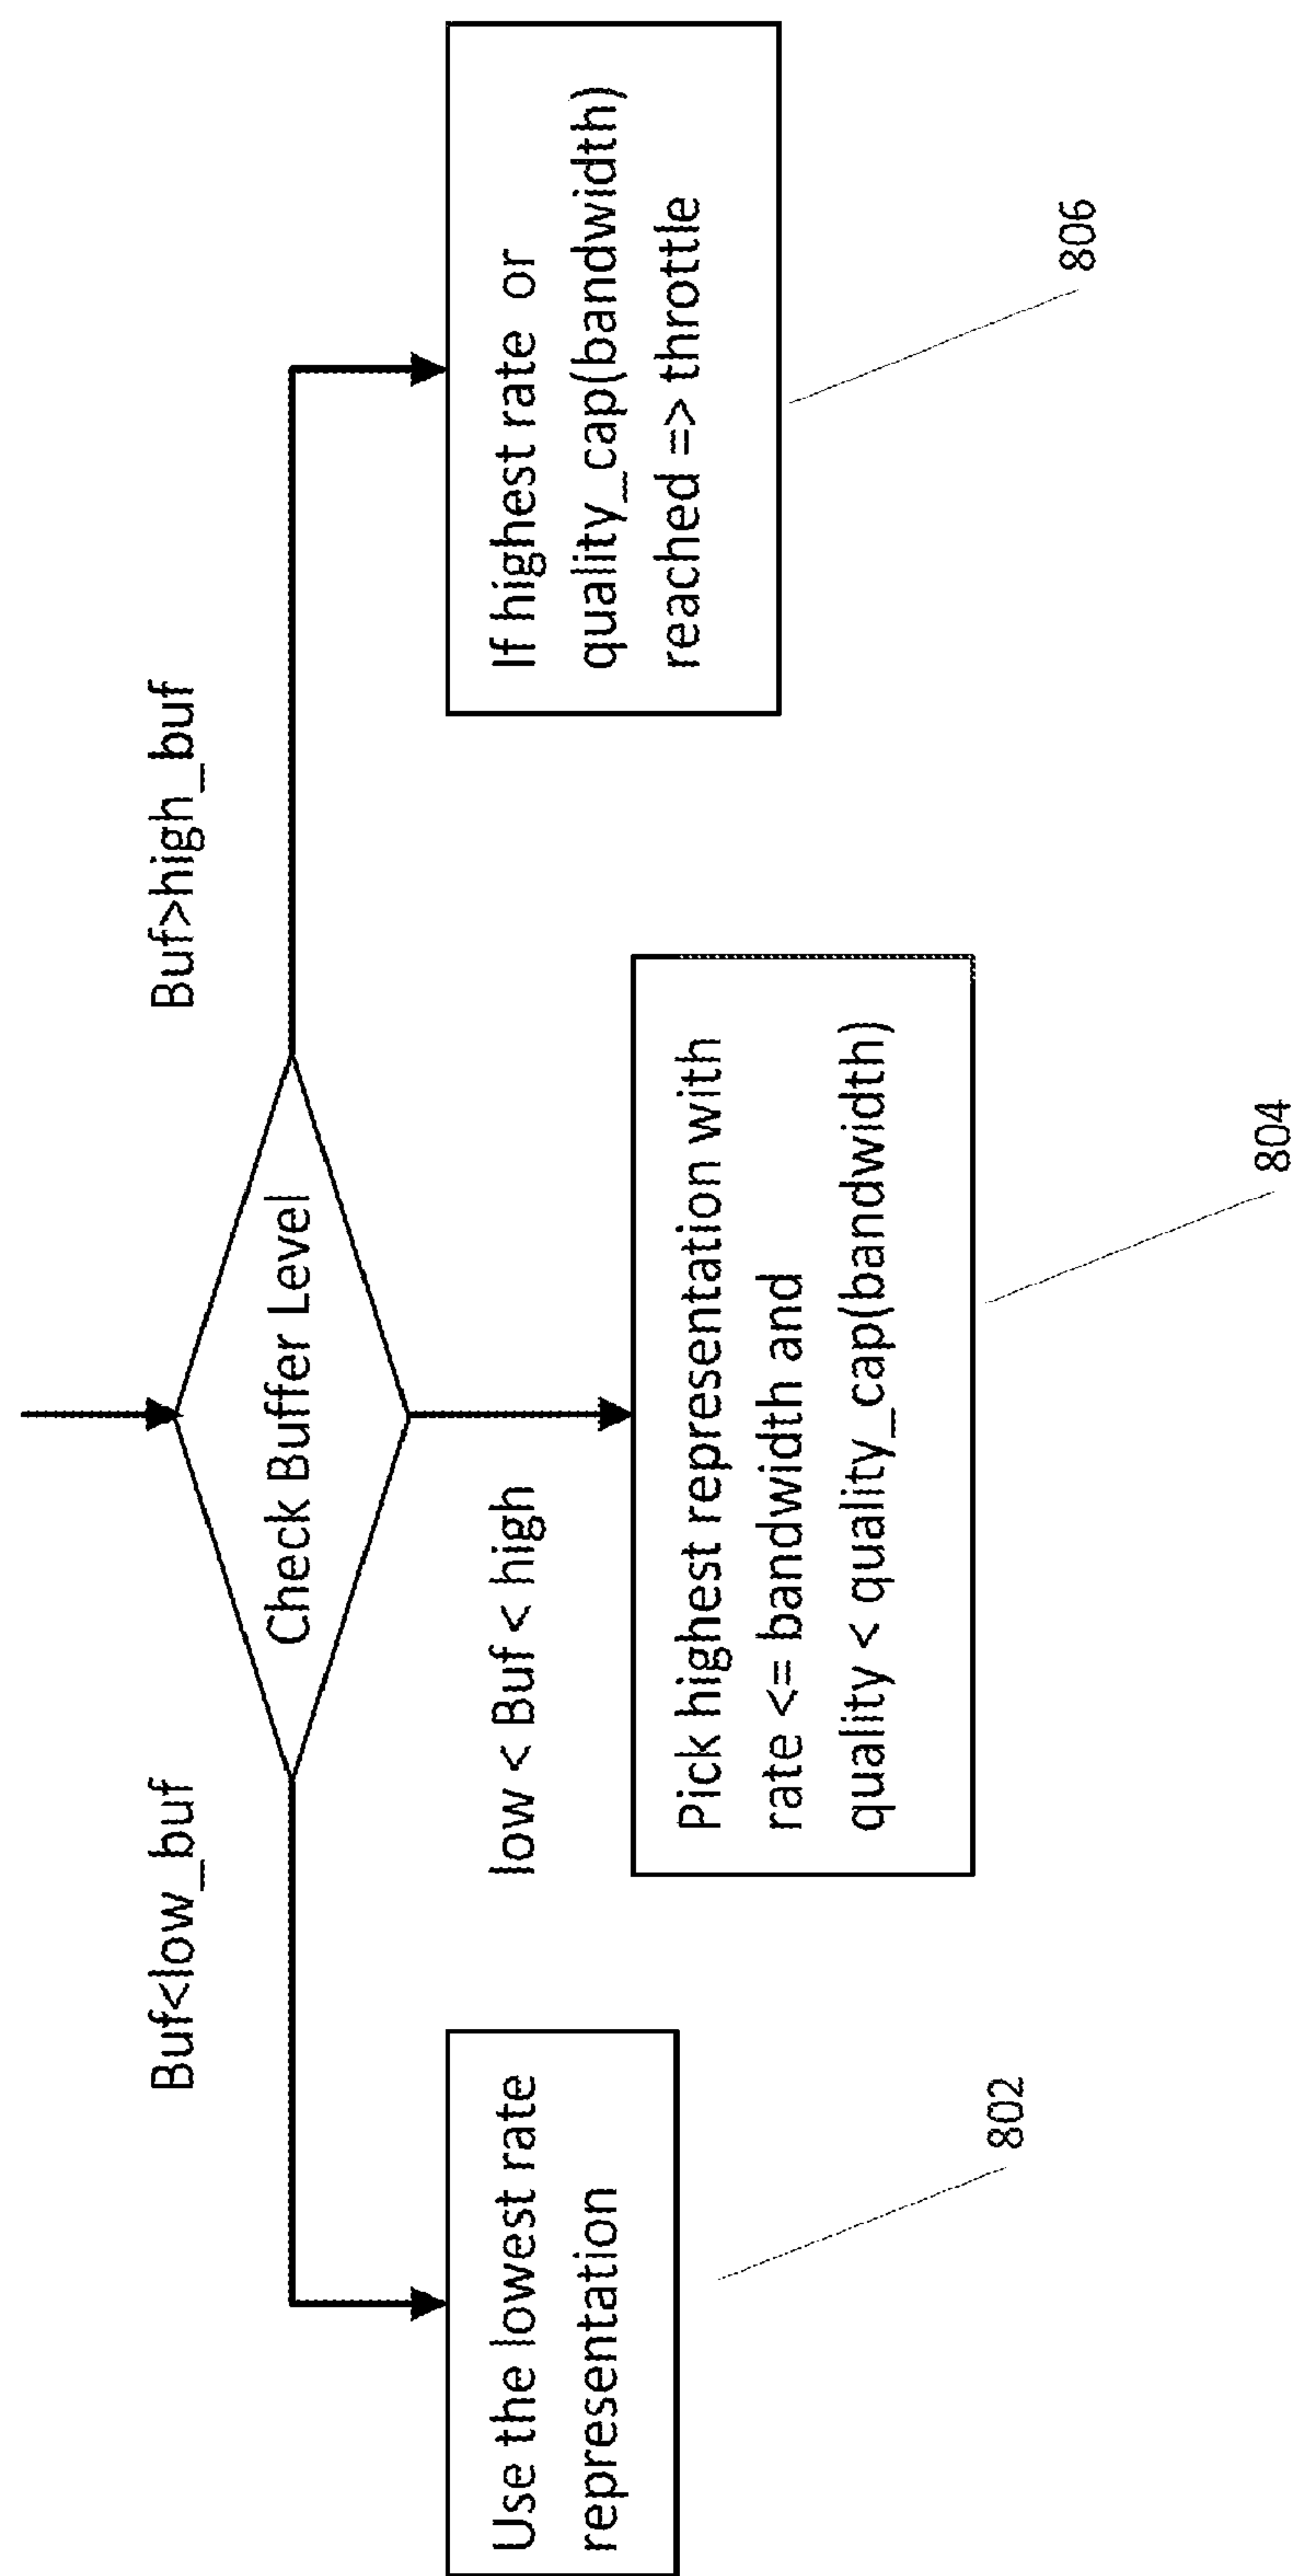 Check Buffer Level
Buf<low_buf
low < Buf < high
Buf>high_buf
Use the lowest rate
representation
802
Pick highest representation with
rate <= bandwidth and
quality < quality_cap(bandwidth)
804
If highest rate or
quality_cap(bandwidth)
reached => throttle
806